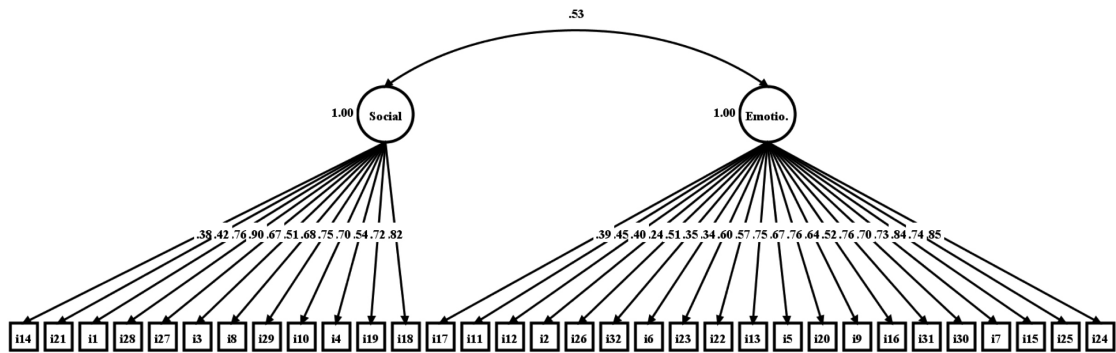 .53
1.00 Social 1.00 Emotio.
.38 .42 .76 .90 .67 .51 .68 .75 .70 .54 .72 .82 .39 .45 .40 .24 .51 .35 .34 .60 .57 .75 .67 .76 .64 .52 .76 .70 .73 .84 .74 .85
i14 i21 i1 i28 i27 i3 i8 i29 i10 i4 i19 i18 i17 i11 i12 i2 i26 i32 i6 i23 i22 i13 i5 i20 i9 i16 i31 i30 i7 i15 i25 i24